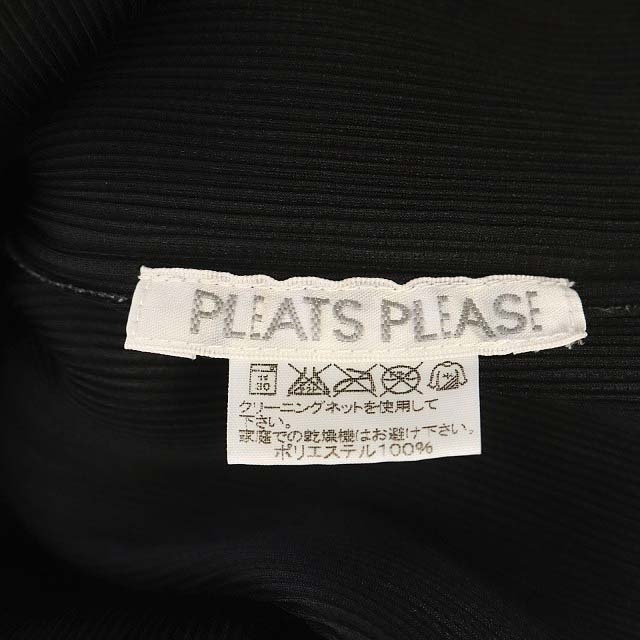 PLEATS PLEASE
クリーニングネットを使用して
下さい。
家庭での乾燥機はお避け下さい。
ポリエステル100%